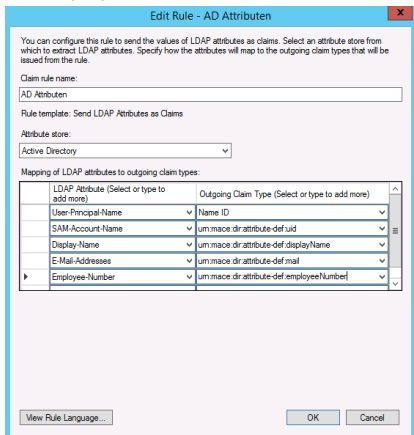 Edit Rule - AD Attributen
x
You can configure this rule to send the values of LDAP attributes as claims. Select an attribute store from
which to extract LDAP attributes. Specify how the attributes will map to the outgoing claim types that will be
issued from the rule.
Claim rule name:
AD Attributen
Rule template: Send LDAP Attributes as Claims
Attribute store:
Active Directory
Mapping of LDAP attributes to outgoing claim types:
LDAP Attribute (Select or type to
add more)
Outgoing Claim Type (Select or type to add more)
User-Principal-Name Name ID
SAM-Account-Name urn:mace:dir:attribute-def:uid
Display-Name urn:mace:dir:attribute-def:displayName
E-Mail-Addresses urn:mace:dir:attribute-def:mail
Employee-Number urn:mace:dir:attribute-def:employeeNumber
View Rule Language...
OK Cancel